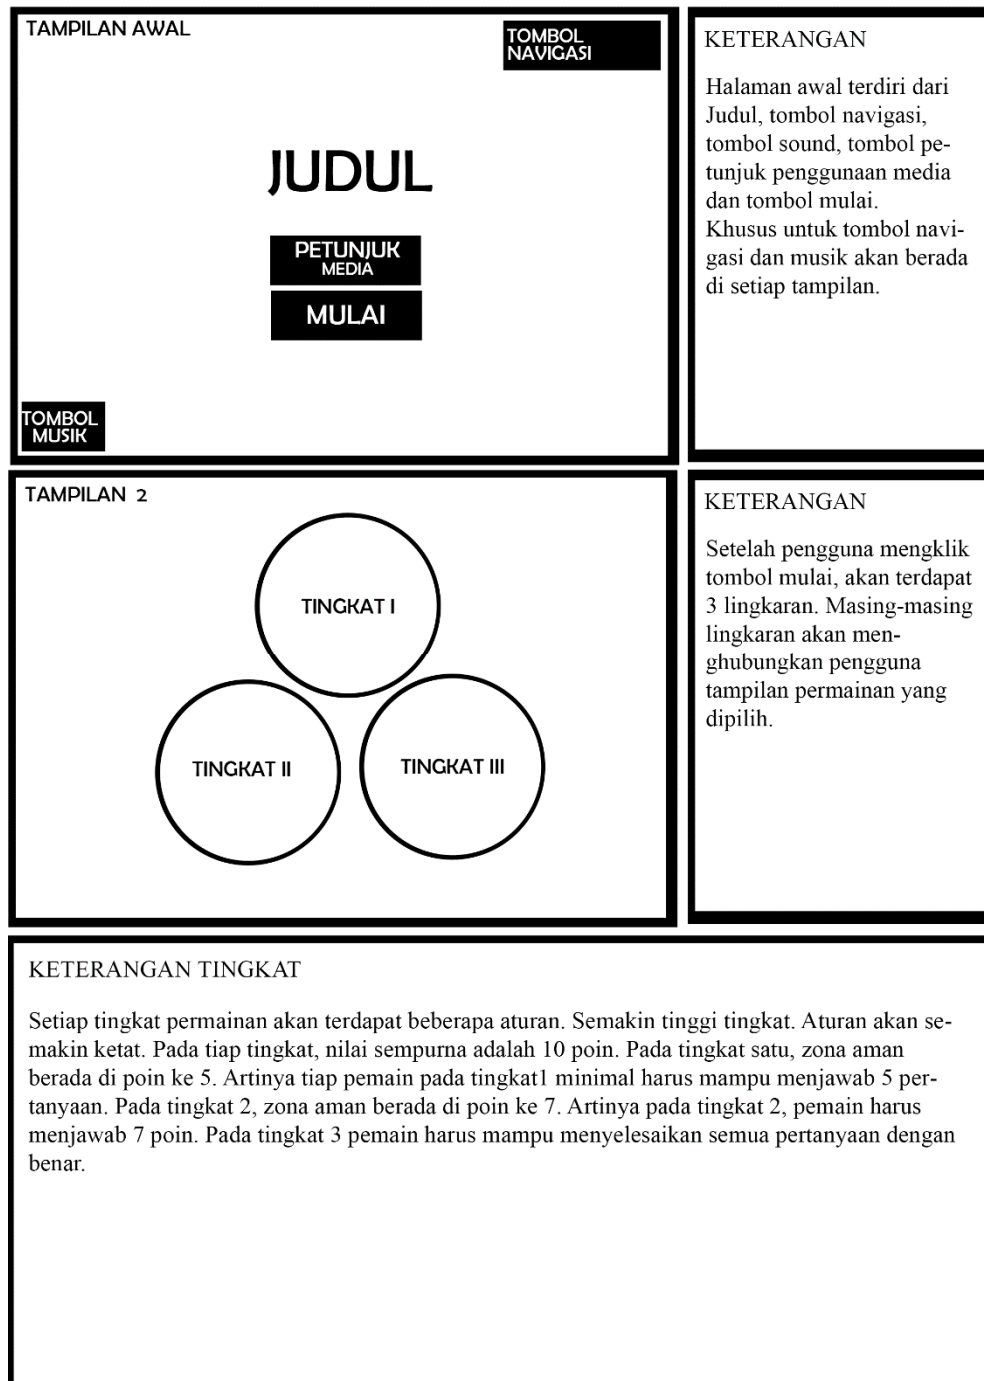 TAMPILAN AWAL
TOMBOL
NAVIGASI
JUDUL
PETUNJUK
MEDIA
MULAI
TOMBOL
MUSIK
KETERANGAN
Halaman awal terdiri dari
Judul, tombol navigasi,
tombol sound, tombol pe-
tunjuk penggunaan media
dan tombol mulai.
Khusus untuk tombol navi-
gasi dan musik akan berada
di setiap tampilan.
TAMPILAN 2
TINGKAT I
TINGKAT II
TINGKAT III
KETERANGAN
Setelah pengguna mengklik
tombol mulai, akan terdapat
3 lingkaran. Masing-masing
lingkaran akan men-
ghubungkan pengguna
tampilan permainan yang
dipilih.
KETERANGAN TINGKAT
Setiap tingkat permainan akan terdapat beberapa aturan. Semakin tinggi tingkat. Aturan akan se-
makin ketat. Pada tiap tingkat, nilai sempurna adalah 10 poin. Pada tingkat satu, zona aman
berada di poin ke 5. Artinya tiap pemain pada tingkat1 minimal harus mampu menjawab 5 per-
tanyaan. Pada tingkat 2, zona aman berada di poin ke 7. Artinya pada tingkat 2, pemain harus
menjawab 7 poin. Pada tingkat 3 pemain harus mampu menyelesaikan semua pertanyaan dengan
benar.